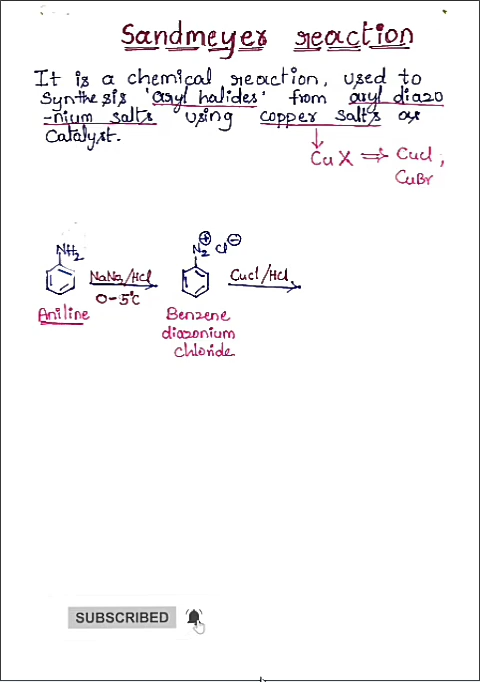 Sandmeyer reaction
It is a chemical reaction, used to
synthesis 'aryl halides' from aryl diazo
-nium salts using copper salts as
catalyst.
CuX ⇒ CuCl,
CuBr
NH2
N2 ⊕ Cl ⊖
NaNO2/HCl
CuCl/HCl
0-5°C
Aniline
Benzene
diazonium
chloride
SUBSCRIBED